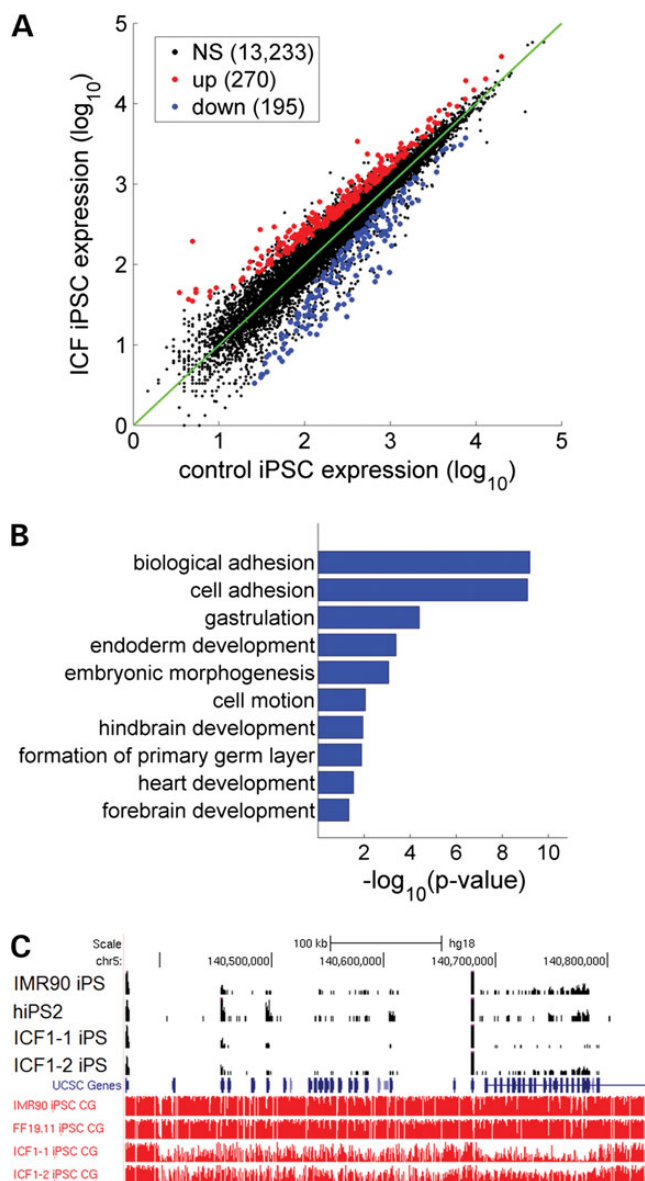 A
NS (13,233)
up (270)
down (195)
5
4
3
2
1
0
ICF iPSC expression (log10)
0 1 2 3 4 5
control iPSC expression (log10)
B
biological adhesion
cell adhesion
gastrulation
endoderm development
embryonic morphogenesis
cell motion
hindbrain development
formation of primary germ layer
heart development
forebrain development
2 4 6 8 10
-log10(p-value)
C
Scale 100 kb hg18
chr5: 140,500,000 140,600,000 140,700,000 140,800,000
IMR90 iPS
hiPS2
ICF1-1 iPS
ICF1-2 iPS
UCSC Genes
IMR90 iPSC CG
FF19.11 iPSC CG
ICF1-1 iPSC CG
ICF1-2 iPSC CG